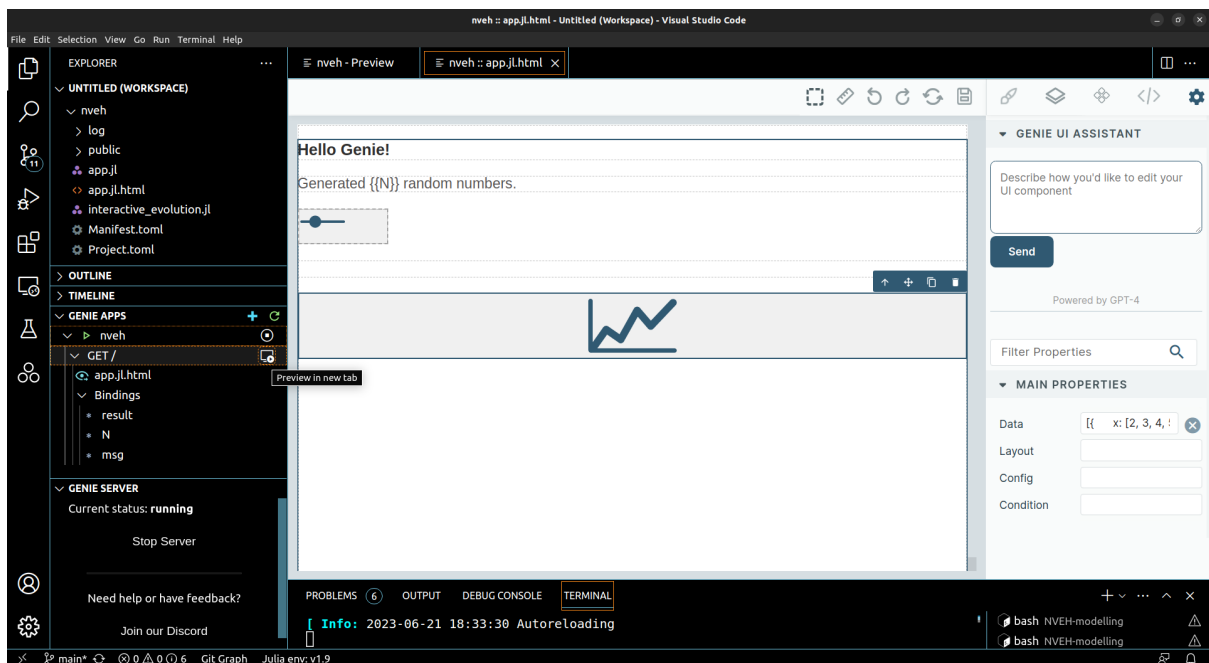 nveh :: app.jl.html - Untitled (Workspace) - Visual Studio Code
File Edit Selection View Go Run Terminal Help
EXPLORER
UNTITLED (WORKSPACE)
nveh
log
public
app.jl
app.jl.html
interactive_evolution.jl
Manifest.toml
Project.toml
OUTLINE
TIMELINE
GENIE APPS
nveh
GET /
app.jl.html
Bindings
result
N
msg
GENIE SERVER
Current status: running
Stop Server
Need help or have feedback?
Join our Discord
11
nveh - Preview
nveh :: app.jl.html
Hello Genie!
Generated {{N}} random numbers.
Preview in new tab
GENIE UI ASSISTANT
Describe how you'd like to edit your
UI component
Send
Powered by GPT-4
Filter Properties
MAIN PROPERTIES
Data [{ x: [2, 3, 4,
Layout
Config
Condition
PROBLEMS 6 OUTPUT DEBUG CONSOLE TERMINAL
[ Info: 2023-06-21 18:33:30 Autoreloading
bash NVEH-modelling
bash NVEH-modelling
main* 0 0 6 Git Graph Julia env: v1.9